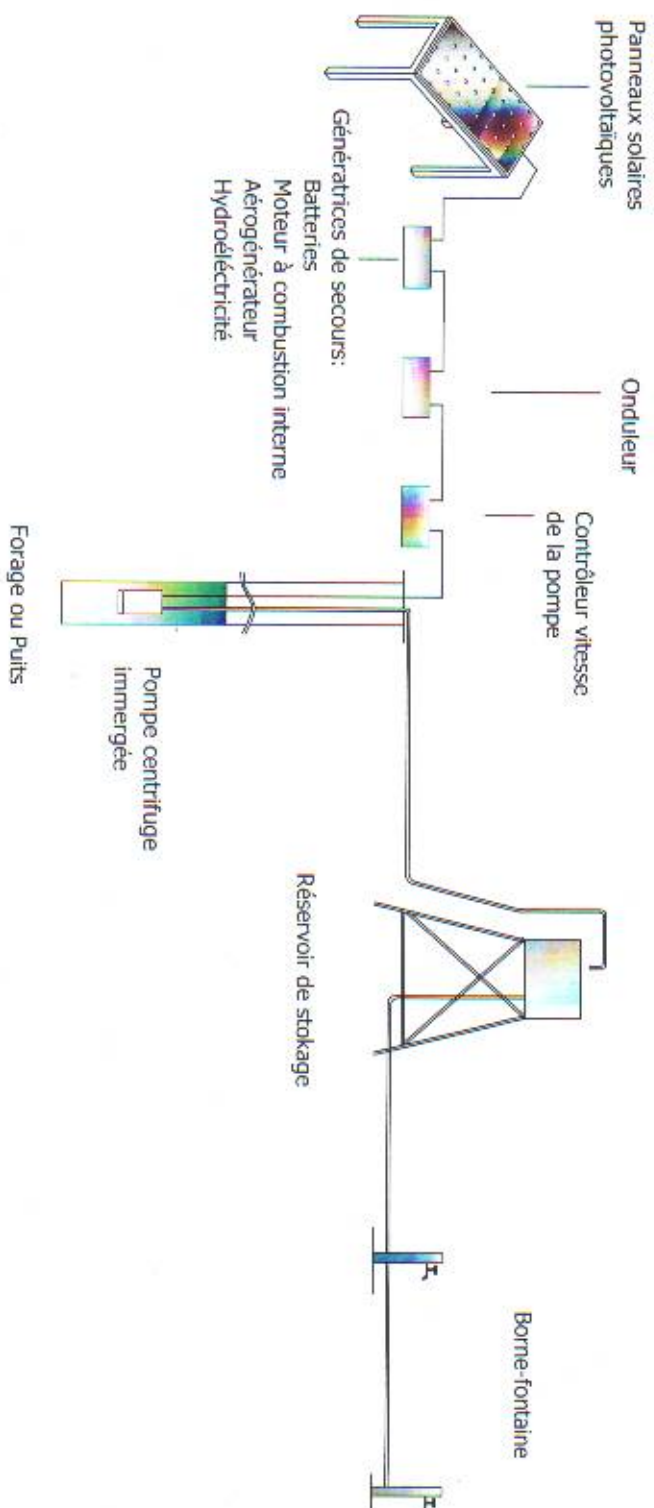 Panneaux solaires
photovoltaïques
Onduleur
Contrôleur vitesse
de la pompe
Borne-fontaine
Génératrices de secours:
Batteries
Moteur à combustion interne
Aérogénérateur
Hydroéléctricité
Réservoir de stokage
Pompe centrifuge
immergée
Forage ou Puits